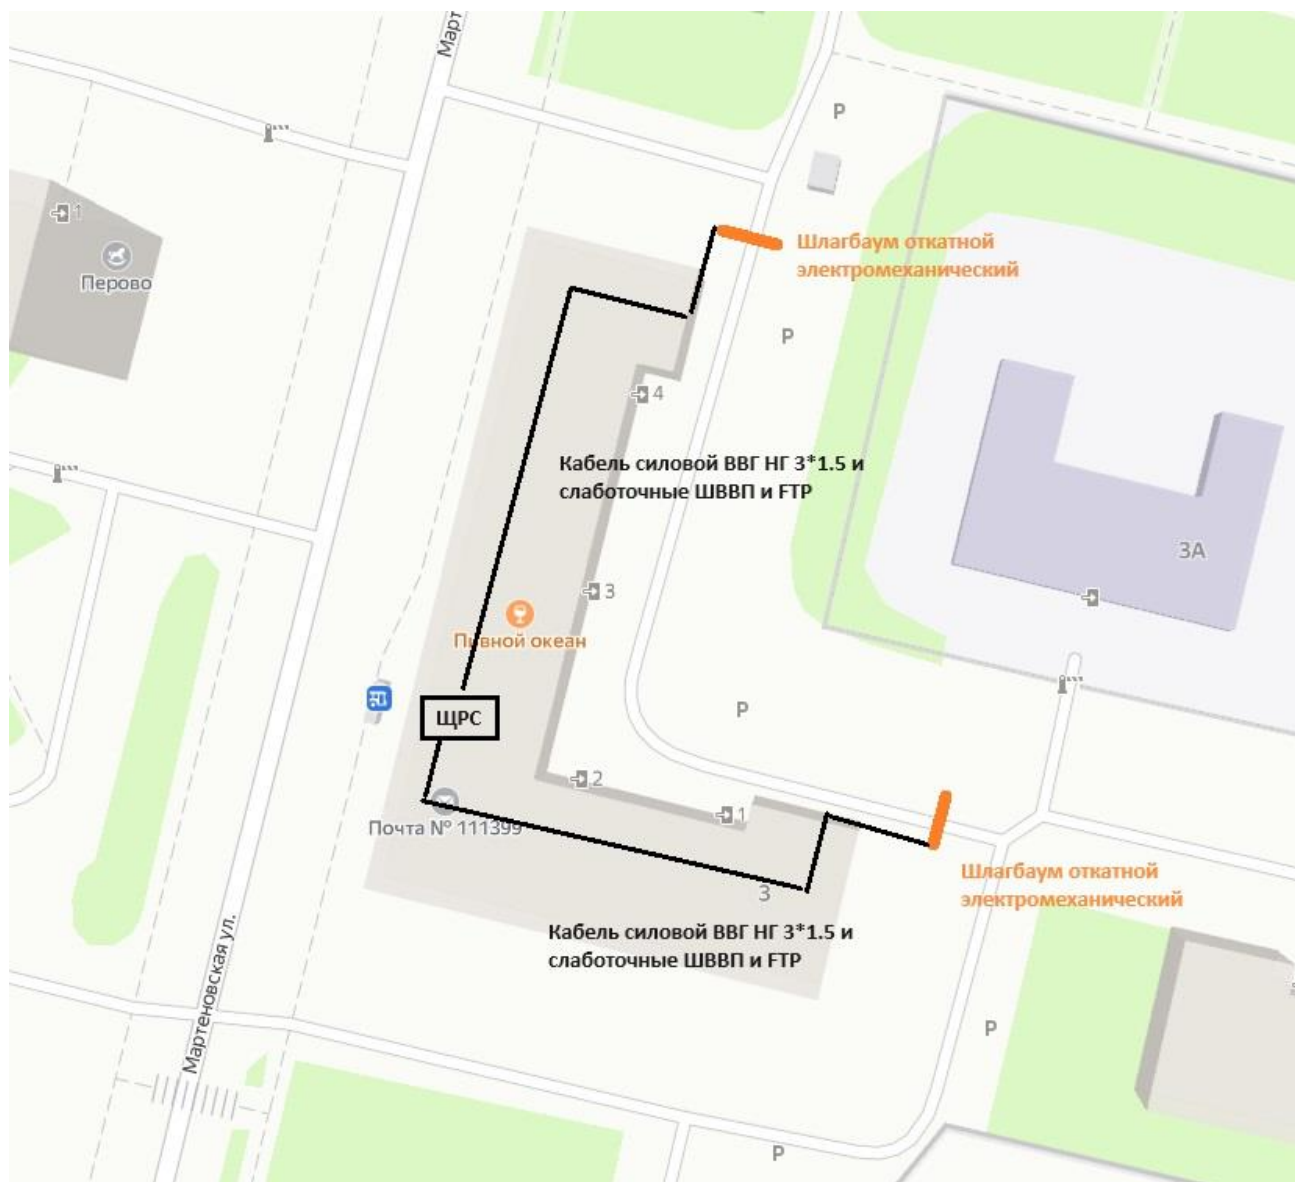 Март
P
1
Перово
Шлагбаум откатной
электромеханический
P
4
Кабель силовой ВВГ НГ 3*1.5 и
слаботочные ШВВП и FTP
3А
3
Пивной океан
P
ЩРС
2
1
Почта № 111399
3
Шлагбаум откатной
электромеханический
Кабель силовой ВВГ НГ 3*1.5 и
слаботочные ШВВП и FTP
Мартеновская ул.
P
P